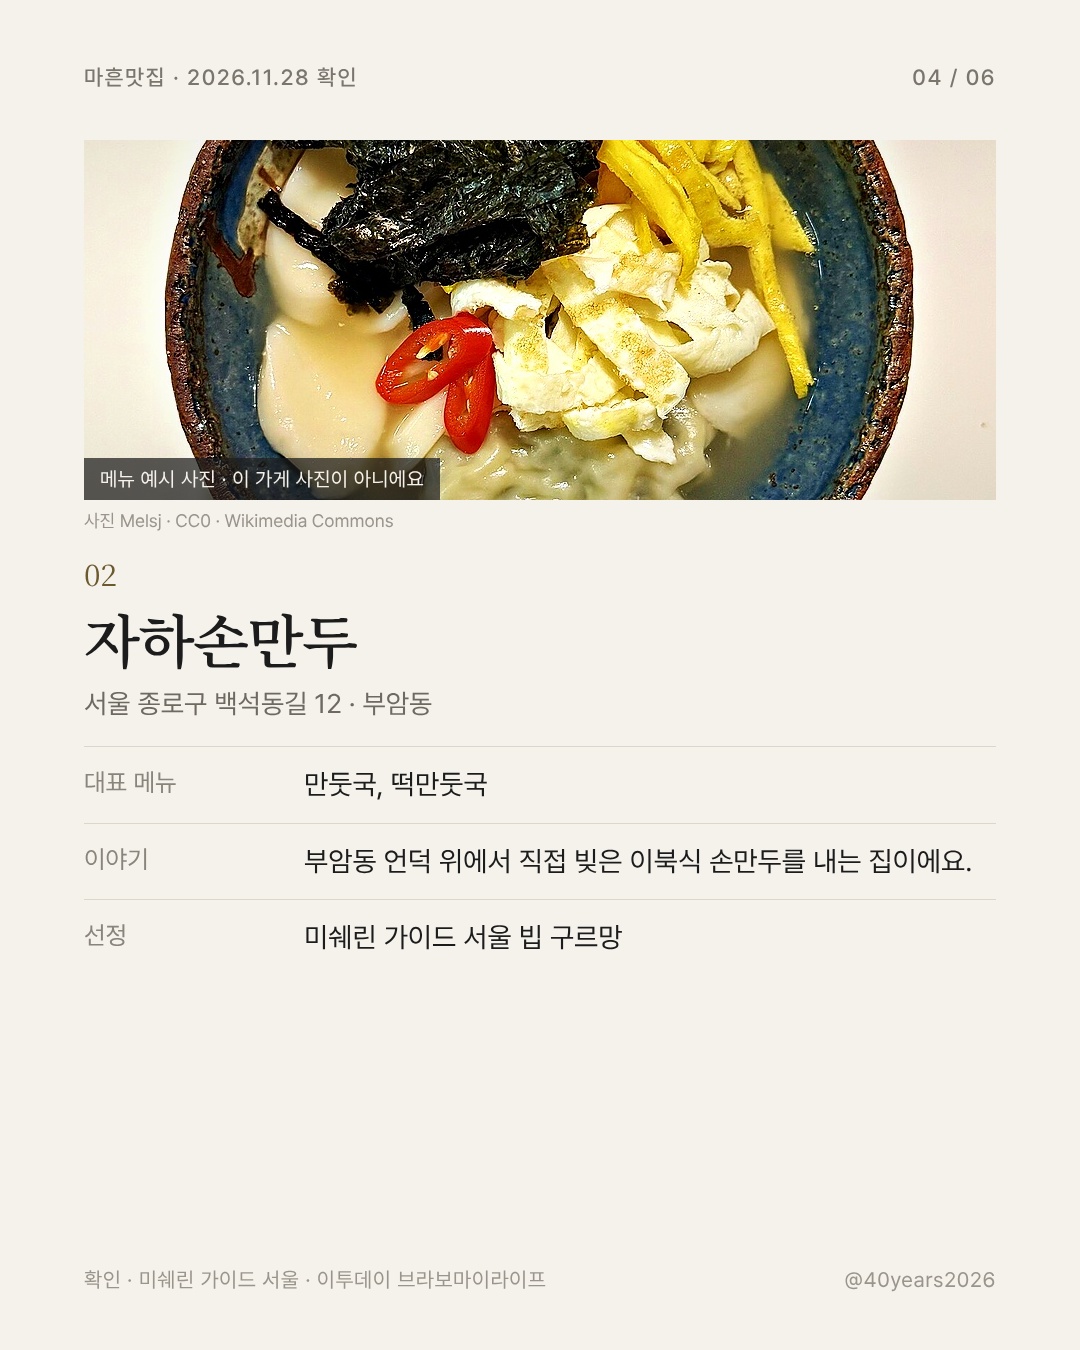 마흔맛집 · 2026.11.28 확인
04 / 06
메뉴 예시 사진 · 이 가게 사진이 아니에요
사진 Melsj · CC0 · Wikimedia Commons
02
자하손만두
서울 종로구 백석동길 12 · 부암동
대표 메뉴
만둣국, 떡만둣국
이야기
부암동 언덕 위에서 직접 빚은 이북식 손만두를 내는 집이에요.
선정
미쉐린 가이드 서울 빕 구르망
확인 · 미쉐린 가이드 서울 · 이투데이 브라보마이라이프
@40years2026